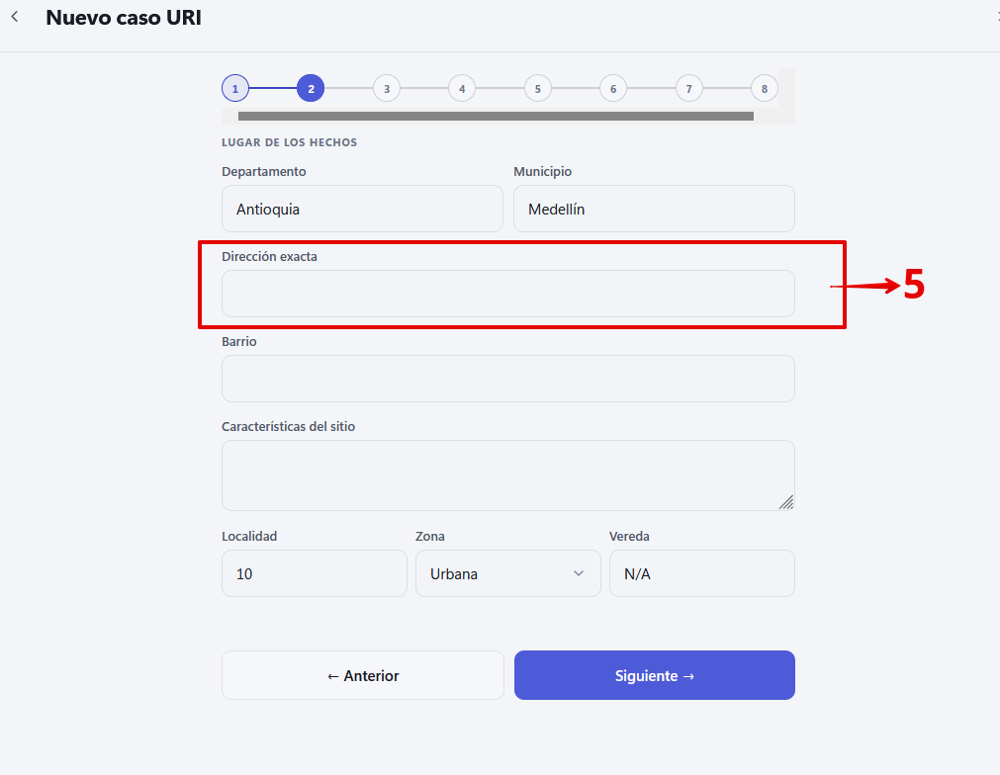 Nuevo caso URI
1 2 3 4 5 6 7 8
LUGAR DE LOS HECHOS
Departamento Municipio
Antioquia Medellín
Dirección exacta
5
Barrio
Características del sitio
Localidad Zona Vereda
10 Urbana N/A
← Anterior Siguiente →